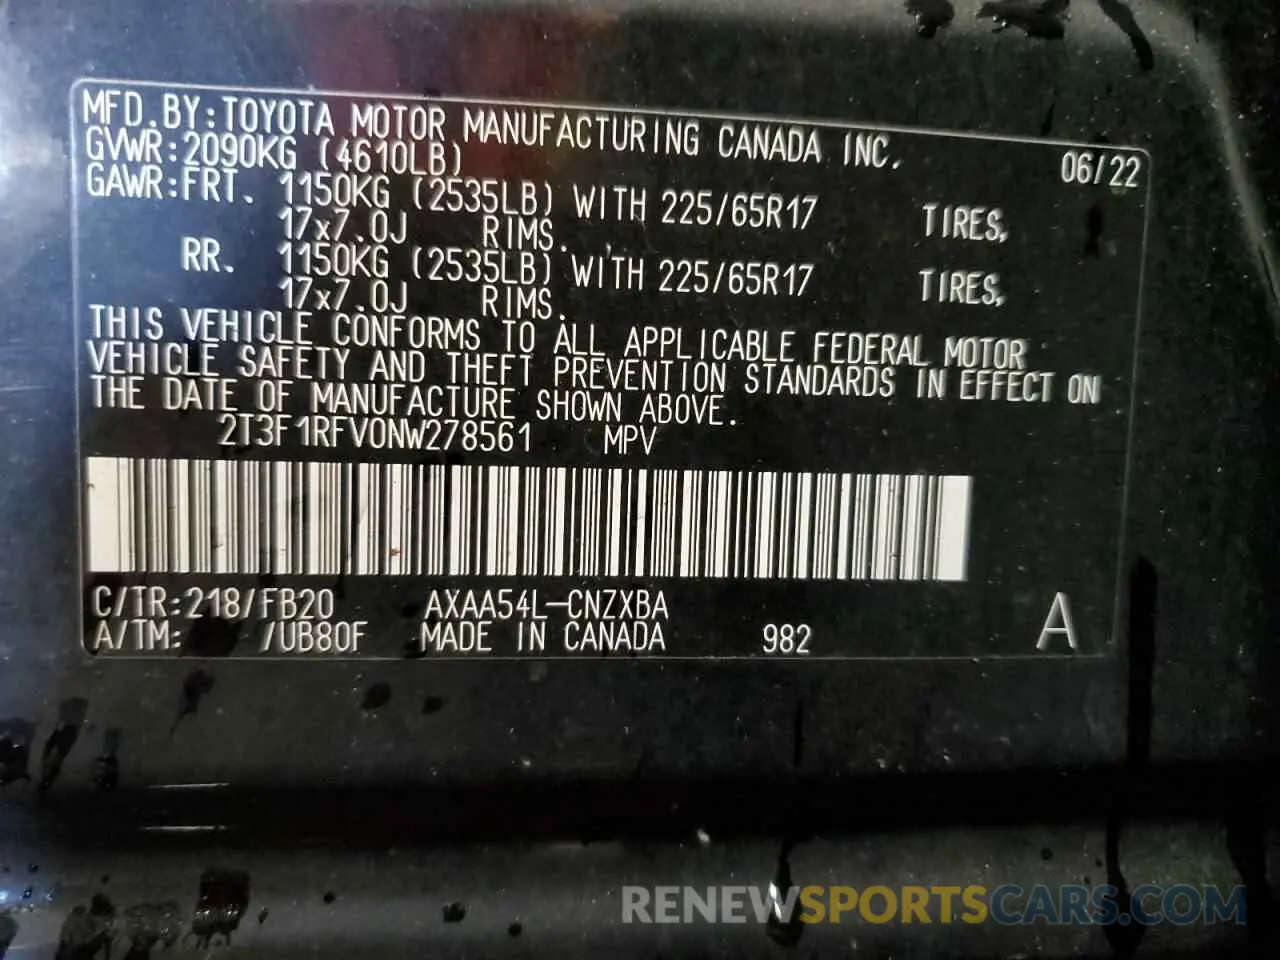 MFD.BY:TOYOTA MOTOR MANUFACTURING CANADA INC.
GVWR:2090KG (4610LB) 06/22
GAWR:FRT. 1150KG (2535LB) WITH 225/65R17 TIRES,
17x7.0J RIMS.
RR. 1150KG (2535LB) WITH 225/65R17 TIRES,
17x7.0J RIMS.
THIS VEHICLE CONFORMS TO ALL APPLICABLE FEDERAL MOTOR
VEHICLE SAFETY AND THEFT PREVENTION STANDARDS IN EFFECT ON
THE DATE OF MANUFACTURE SHOWN ABOVE.
2T3F1RFV0NW278561 MPV
C/TR:218/FB20 AXAA54L-CNZXBA A
A/TM: /UB80F MADE IN CANADA 982
RENEWSPORTSCARS.COM